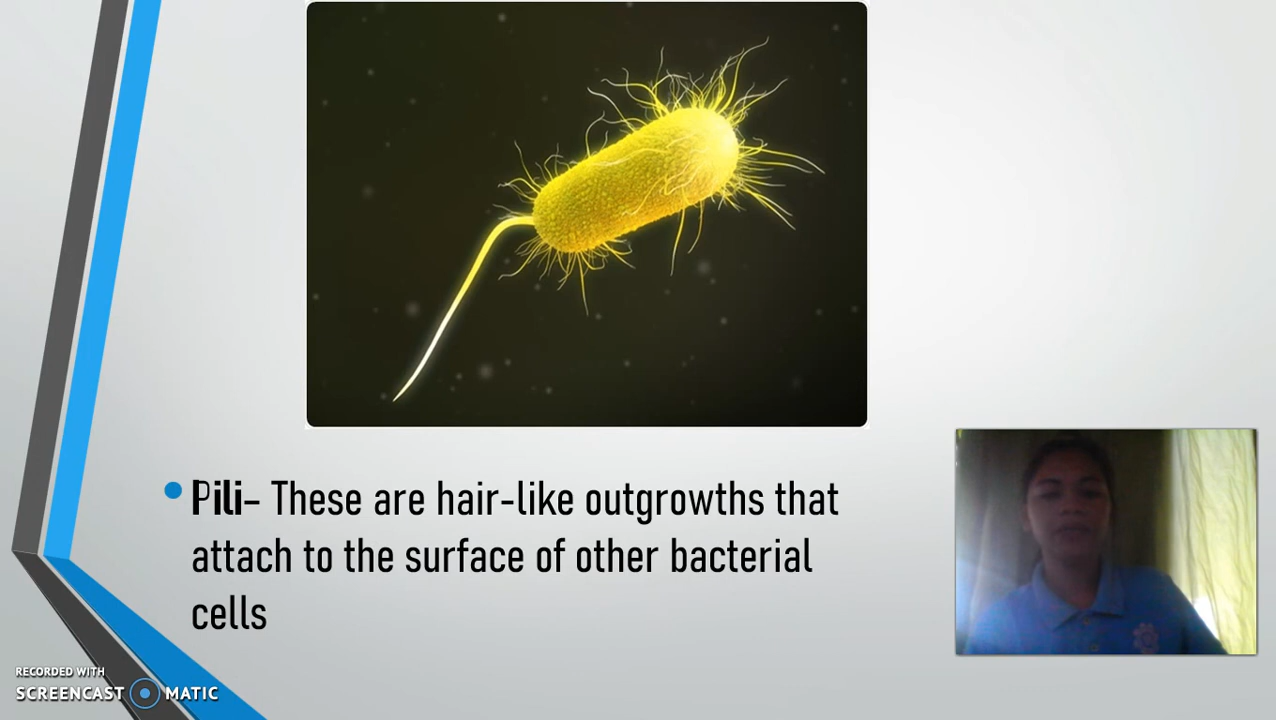 Pili– These are hair-like outgrowths that
attach to the surface of other bacterial
cells
RECORDED WITH
SCREENCAST MATIC